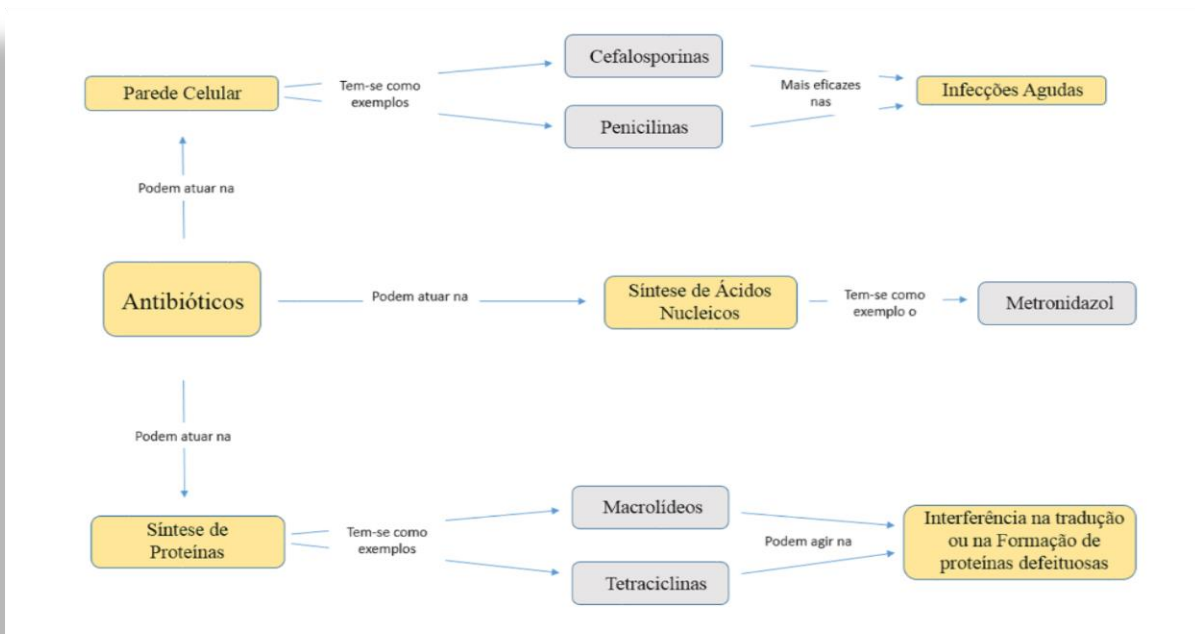 Parede Celular
Tem-se como
exemplos
Cefalosporinas
Penicilinas
Mais eficazes
nas
Infecções Agudas
Podem atuar na
Antibióticos
Podem atuar na
Síntese de Ácidos
Nucleicos
Tem-se como
exemplo o
Metronidazol
Podem atuar na
Síntese de
Proteínas
Tem-se como
exemplos
Macrolídeos
Tetraciclinas
Podem agir na
Interferência na tradução
ou na Formação de
proteínas defeituosas